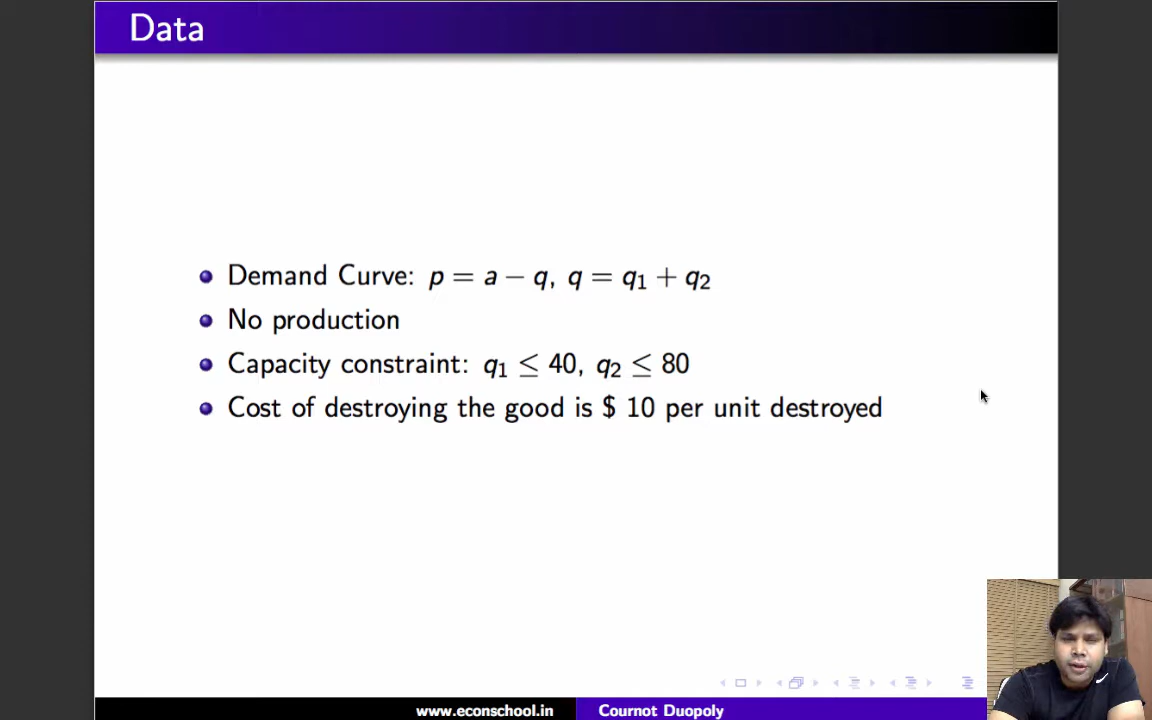 Data
Demand Curve: p = a − q, q = q₁ + q₂
No production
Capacity constraint: q₁ ≤ 40, q₂ ≤ 80
Cost of destroying the good is $ 10 per unit destroyed
www.econschool.in Cournot Duopoly